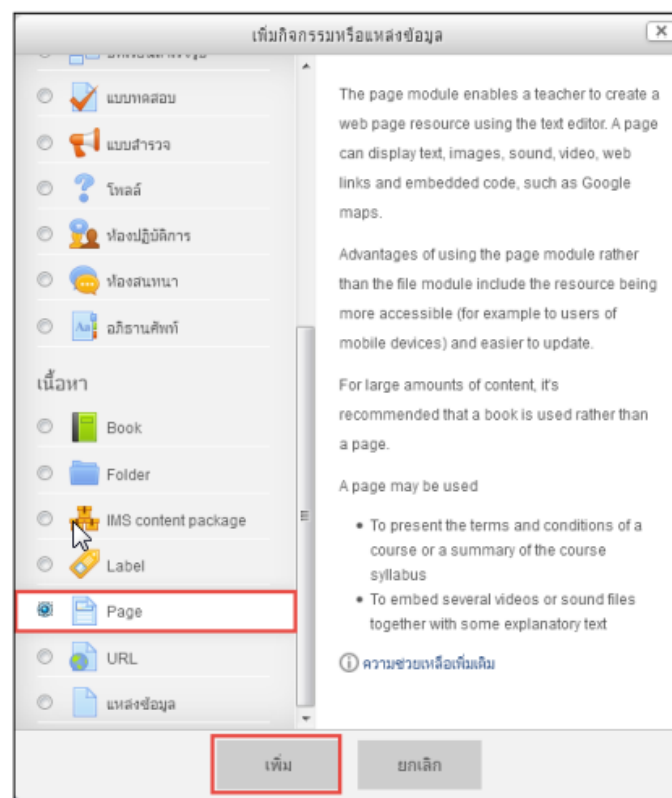 เพิ่มกิจกรรมหรือแหล่งข้อมูล
แบบทดสอบ
แบบสำรวจ
โพลล์
ห้องปฏิบัติการ
ห้องสนทนา
อภิธานศัพท์
เนื้อหา
Book
Folder
IMS content package
Label
Page
URL
แหล่งข้อมูล
The page module enables a teacher to create a
web page resource using the text editor. A page
can display text, images, sound, video, web
links and embedded code, such as Google
maps.
Advantages of using the page module rather
than the file module include the resource being
more accessible (for example to users of
mobile devices) and easier to update.
For large amounts of content, it's
recommended that a book is used rather than
a page.
A page may be used
• To present the terms and conditions of a
course or a summary of the course
syllabus
• To embed several videos or sound files
together with some explanatory text
ความช่วยเหลือเพิ่มเติม
เพิ่ม
ยกเลิก